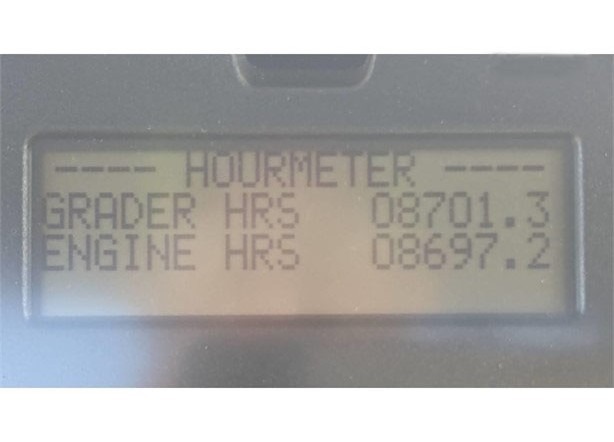 ---- HOURMETER ----
GRADER HRS 08701.3
ENGINE HRS 08697.2